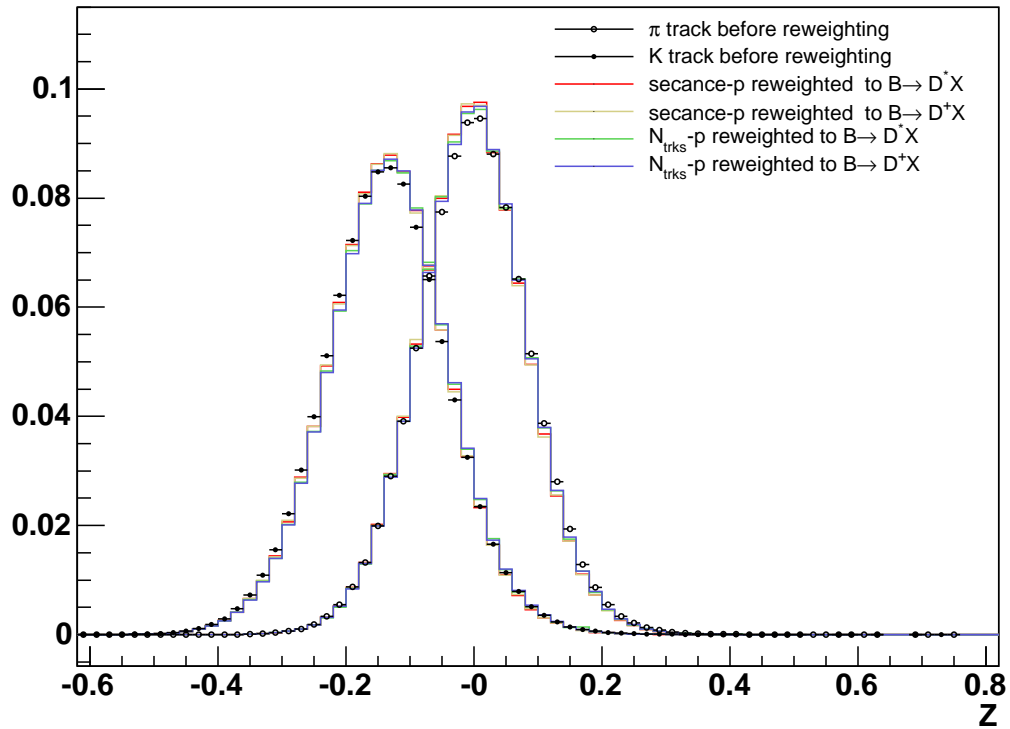 π track before reweighting
K track before reweighting
secance-p reweighted to B→ D*X
secance-p reweighted to B→ D⁺X
N_trks-p reweighted to B→ D*X
N_trks-p reweighted to B→ D⁺X
0.1
0.08
0.06
0.04
0.02
0
-0.6 -0.4 -0.2 -0 0.2 0.4 0.6 0.8
Z